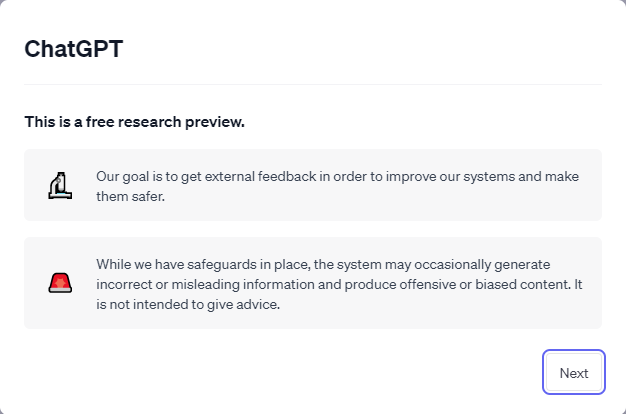 ChatGPT
This is a free research preview.
Our goal is to get external feedback in order to improve our systems and make
them safer.
While we have safeguards in place, the system may occasionally generate
incorrect or misleading information and produce offensive or biased content. It
is not intended to give advice.
Next